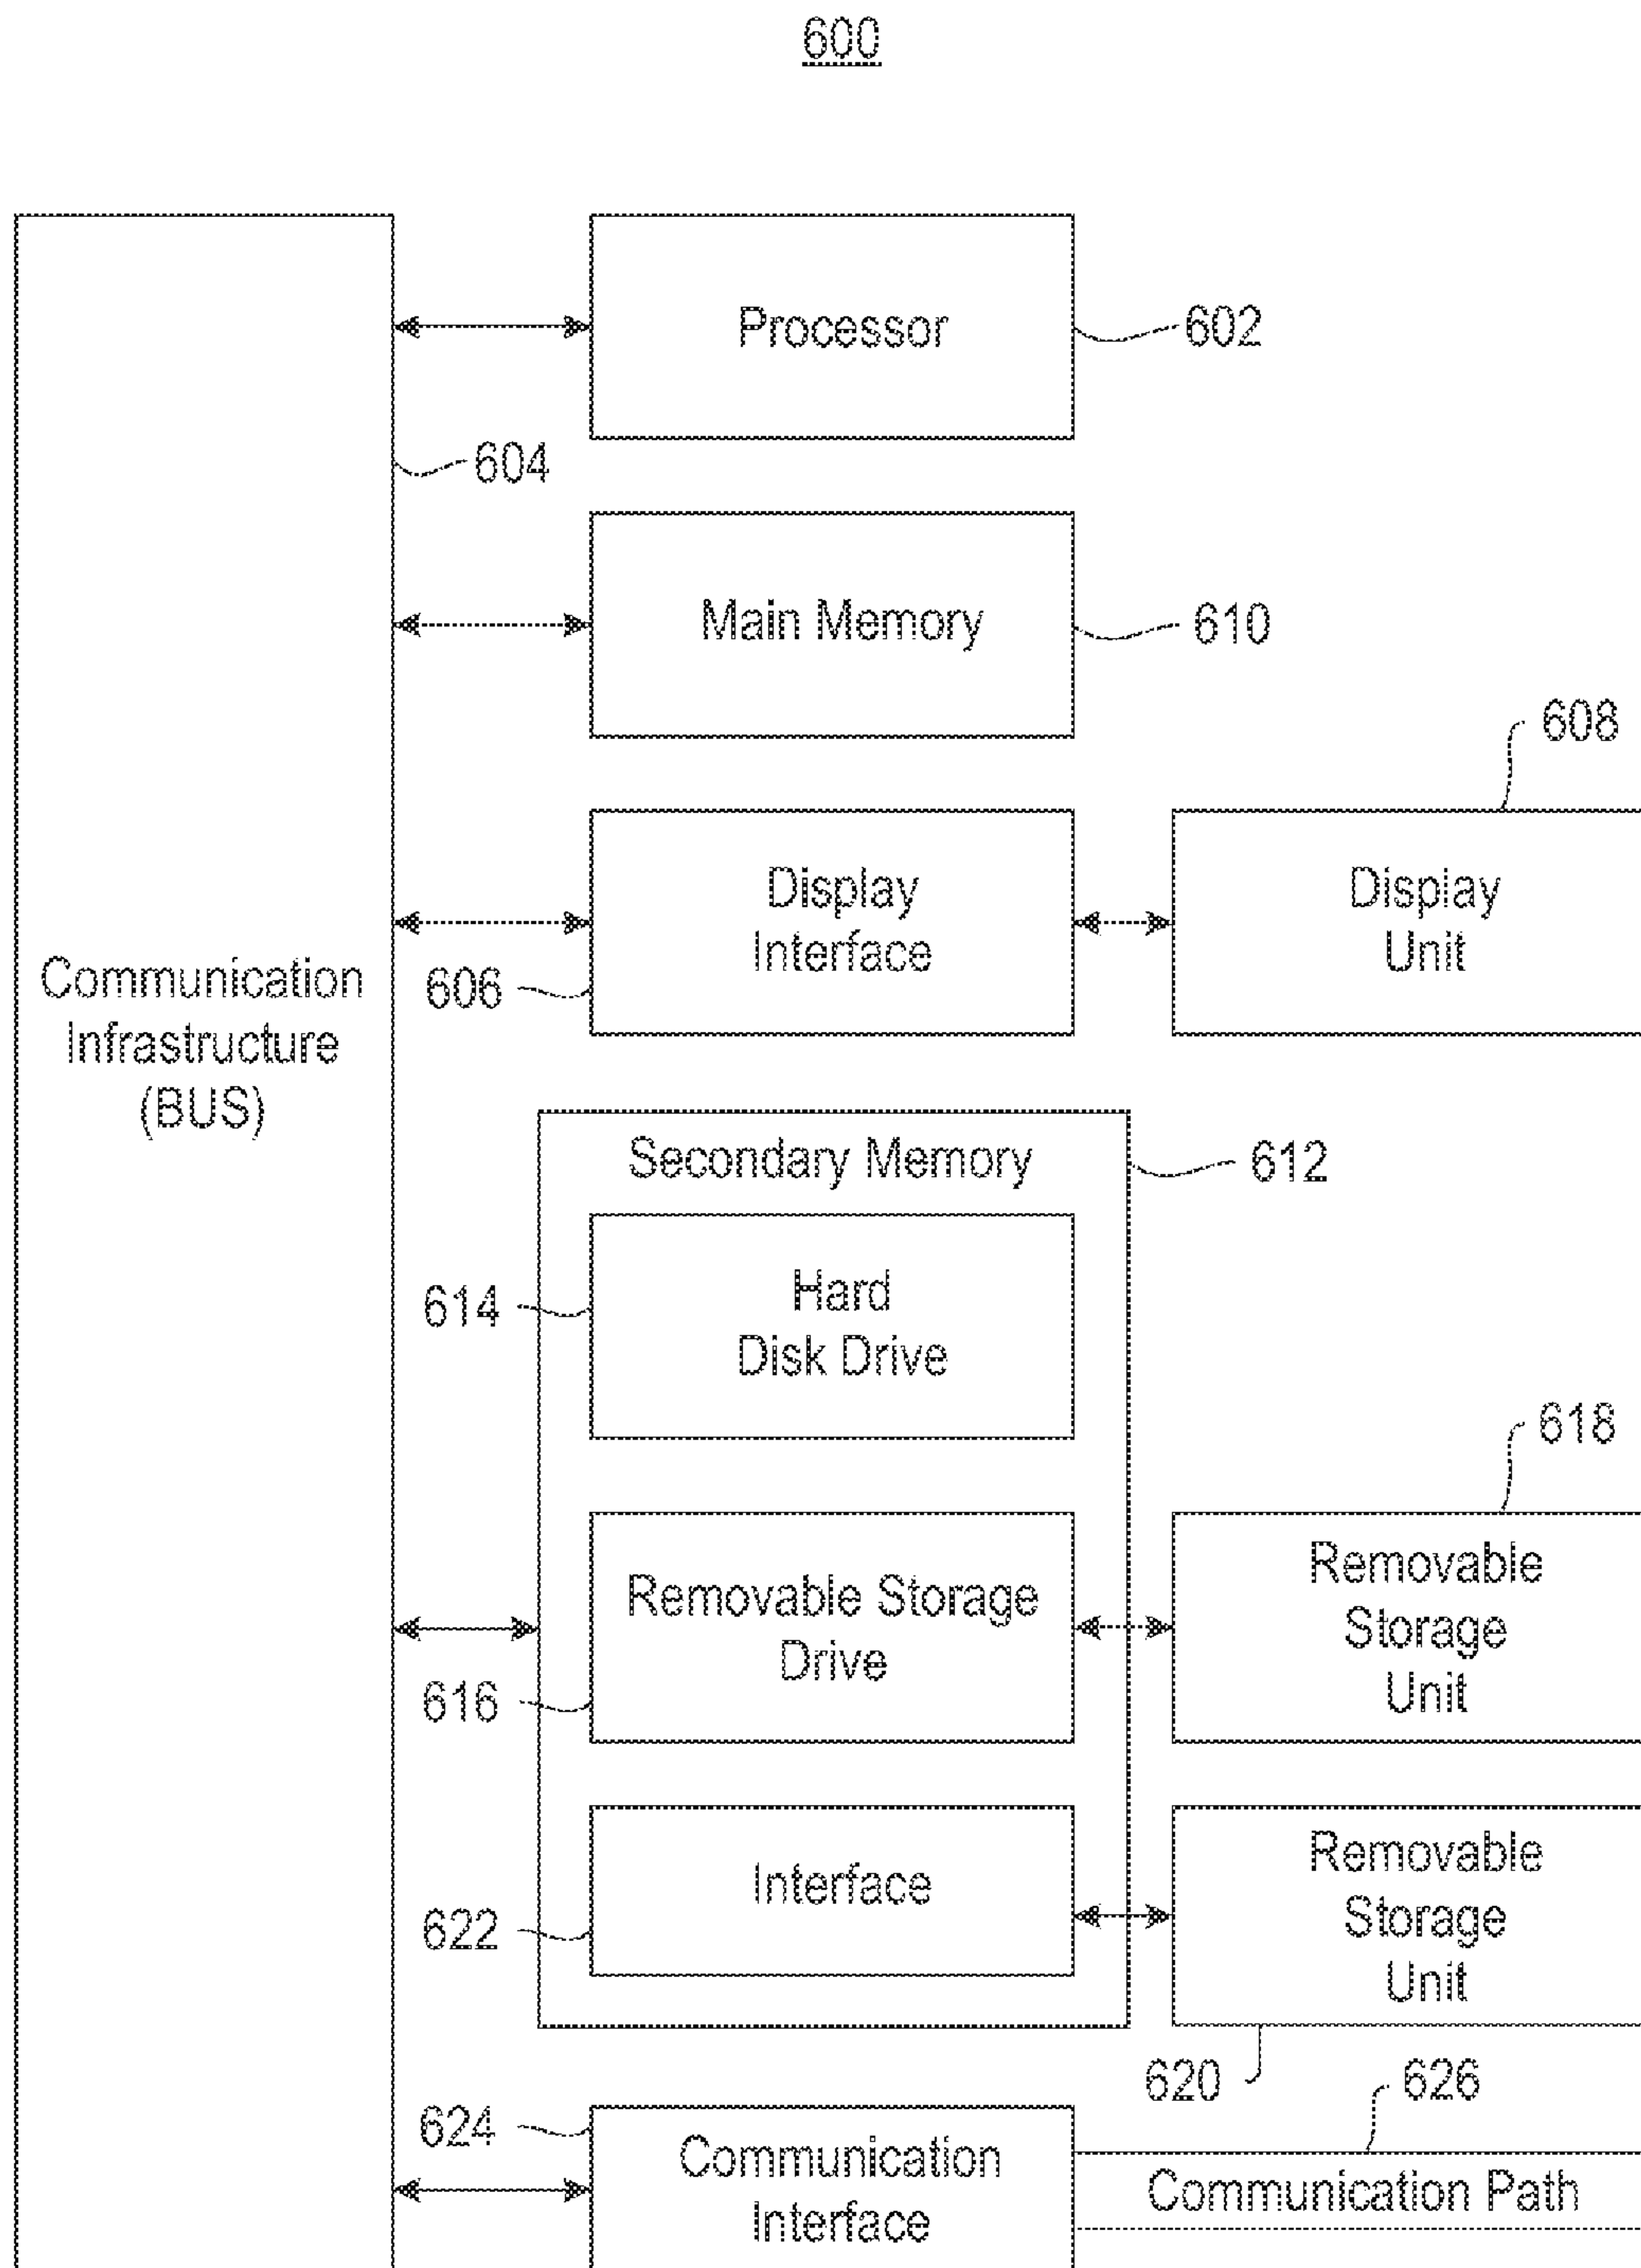 600
Processor
602
604
Main Memory
610
608
Display
Interface
606
Display
Unit
Communication
Infrastructure
(BUS)
Secondary Memory
612
614
Hard
Disk Drive
618
Removable Storage
Drive
616
Removable
Storage
Unit
Interface
622
Removable
Storage
Unit
620
626
624
Communication
Interface
Communication Path